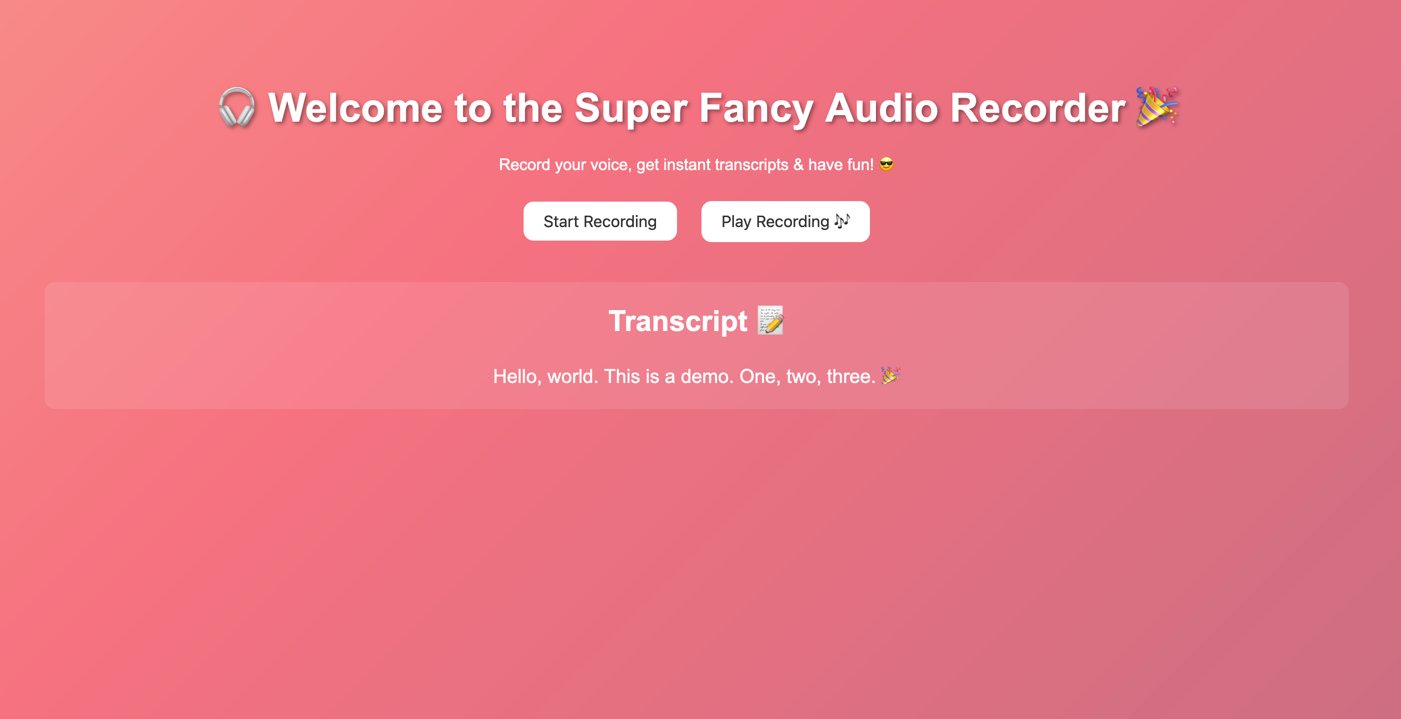 🎧 Welcome to the Super Fancy Audio Recorder 🎉
Record your voice, get instant transcripts & have fun! 😎
Start Recording
Play Recording 🎶
Transcript 📝
Hello, world. This is a demo. One, two, three. 🎉